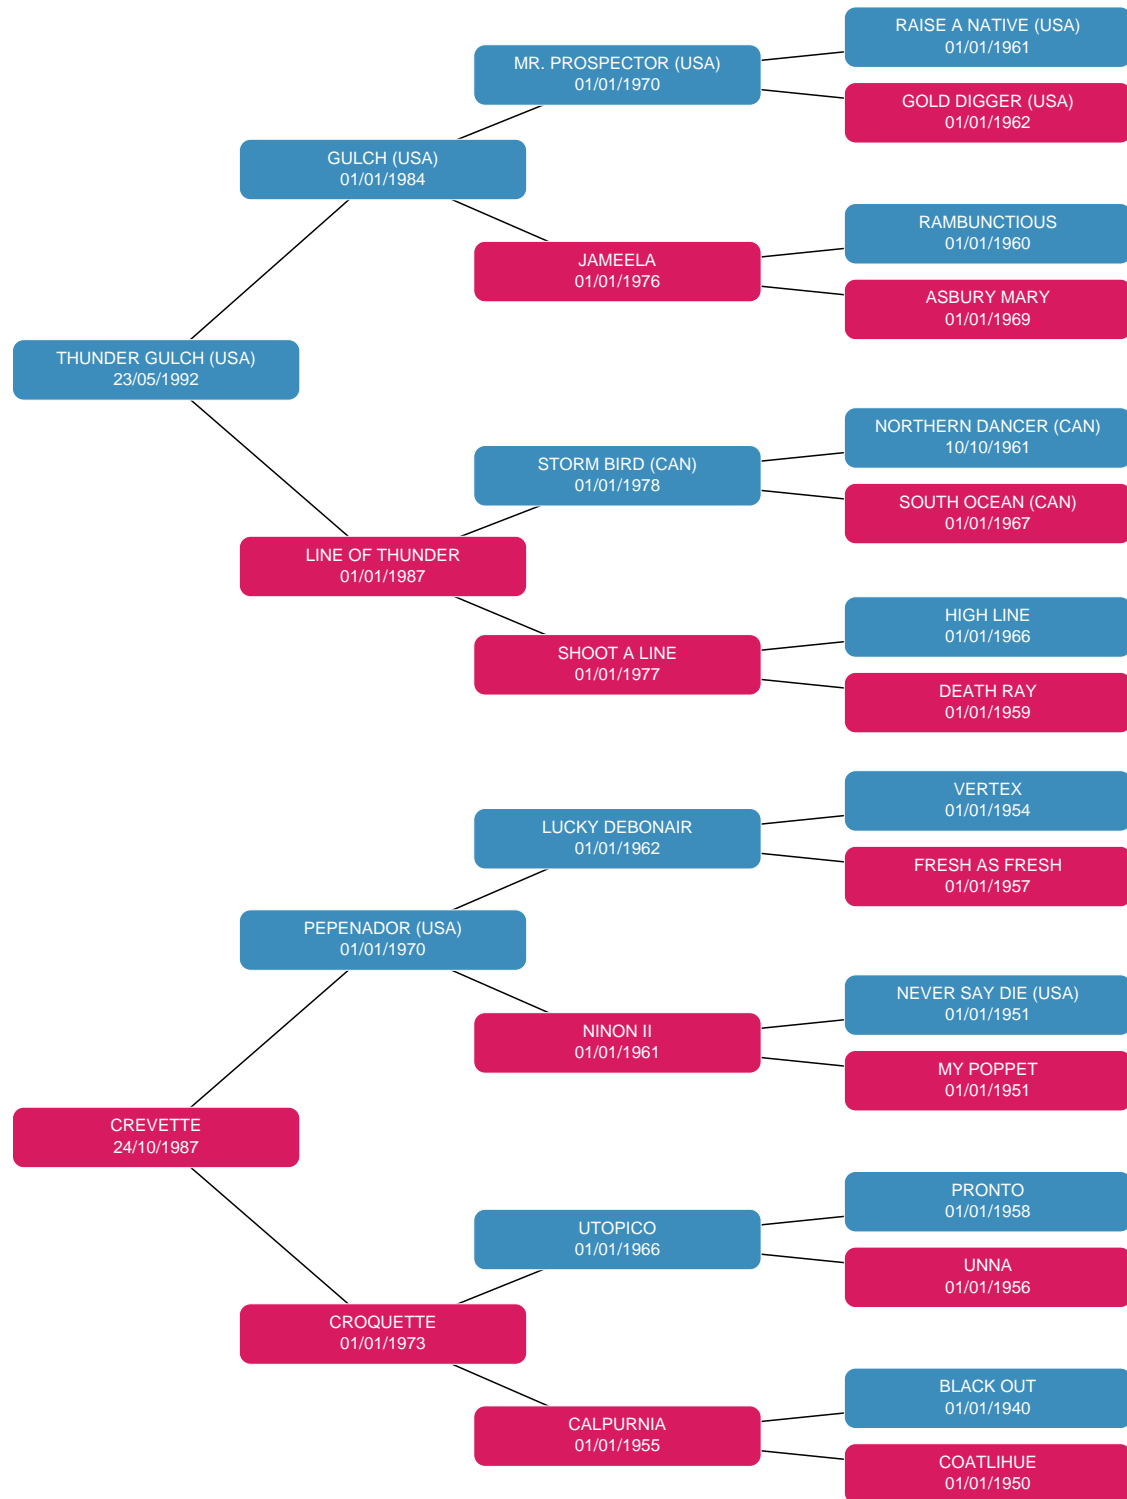 RAISE A NATIVE (USA)
01/01/1961
MR. PROSPECTOR (USA)
01/01/1970
GOLD DIGGER (USA)
01/01/1962
GULCH (USA)
01/01/1984
RAMBUNCTIOUS
01/01/1960
JAMEELA
01/01/1976
ASBURY MARY
01/01/1969
THUNDER GULCH (USA)
23/05/1992
NORTHERN DANCER (CAN)
10/10/1961
STORM BIRD (CAN)
01/01/1978
SOUTH OCEAN (CAN)
01/01/1967
LINE OF THUNDER
01/01/1987
HIGH LINE
01/01/1966
SHOOT A LINE
01/01/1977
DEATH RAY
01/01/1959
VERTEX
01/01/1954
LUCKY DEBONAIR
01/01/1962
FRESH AS FRESH
01/01/1957
PEPENADOR (USA)
01/01/1970
NEVER SAY DIE (USA)
01/01/1951
NINON II
01/01/1961
MY POPPET
01/01/1951
CREVETTE
24/10/1987
PRONTO
01/01/1958
UTOPICO
01/01/1966
UNNA
01/01/1956
CROQUETTE
01/01/1973
BLACK OUT
01/01/1940
CALPURNIA
01/01/1955
COATLIHUE
01/01/1950